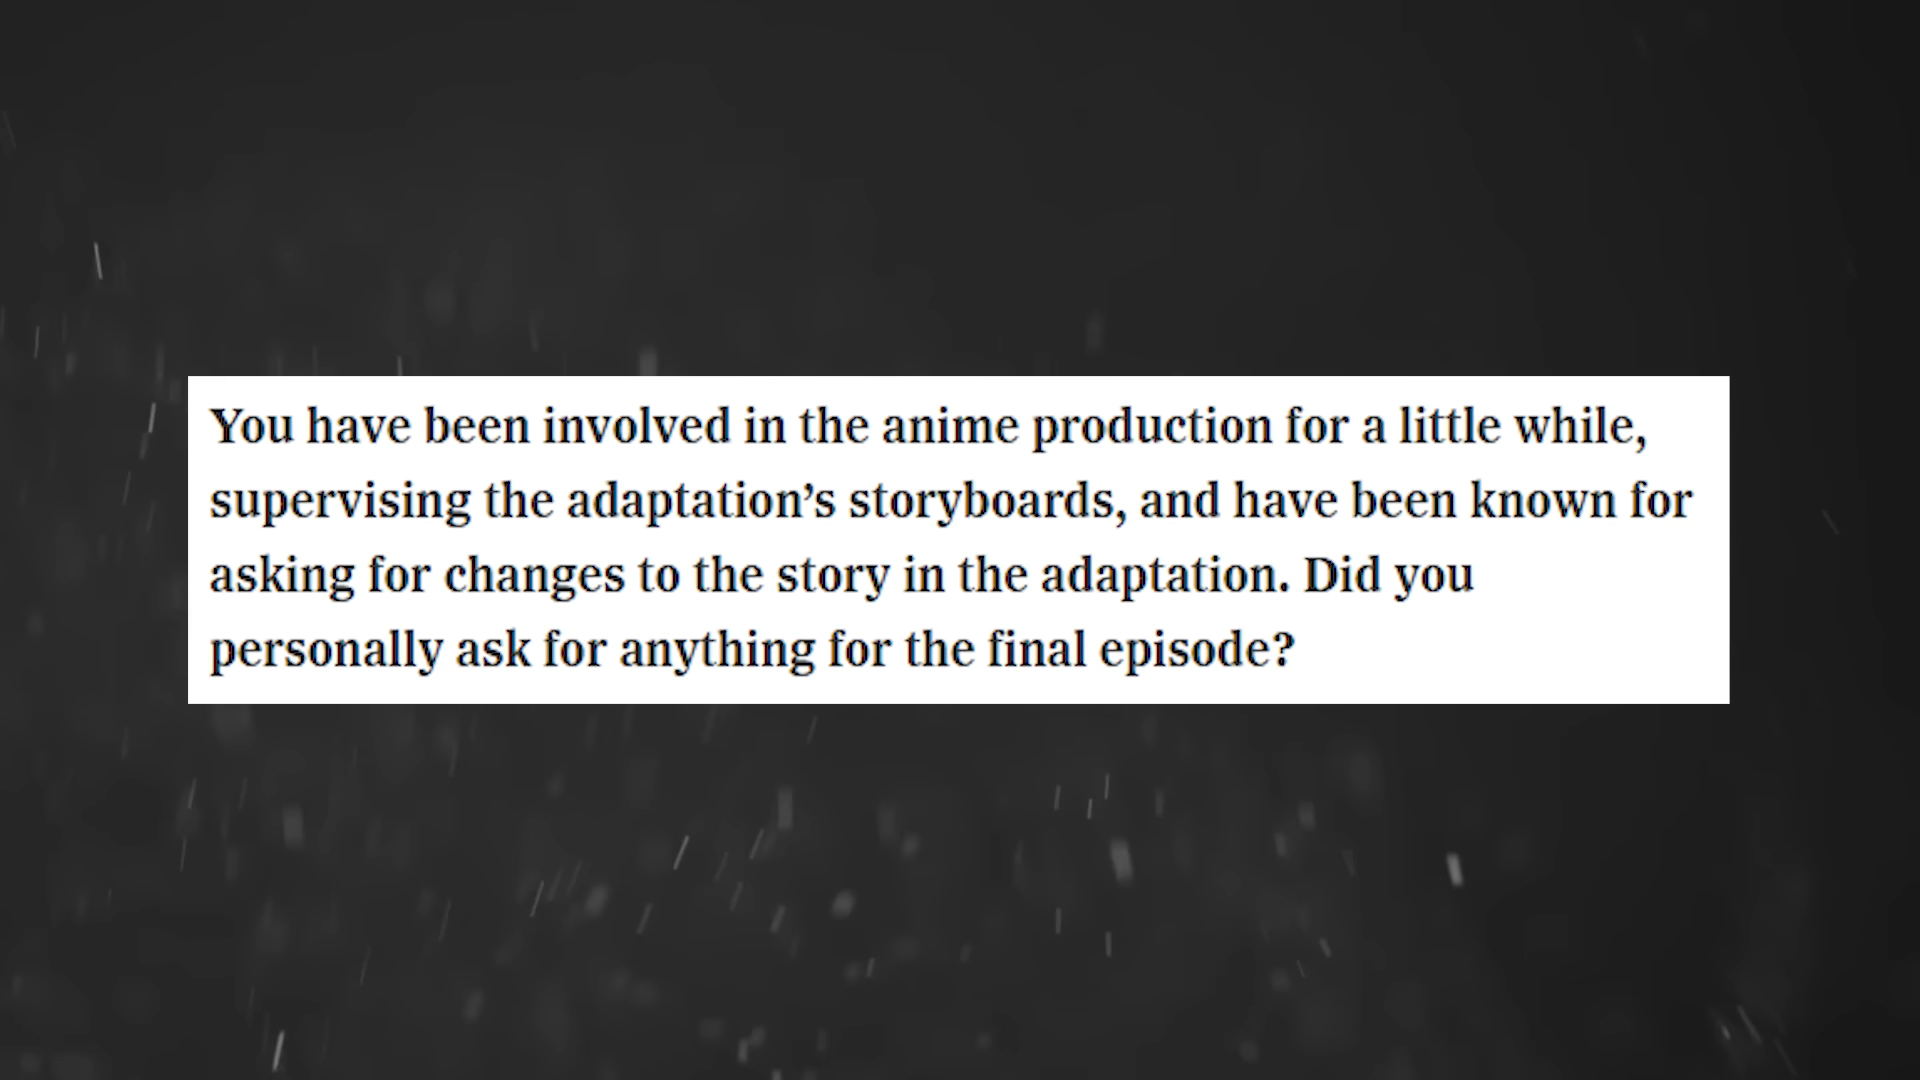 You have been involved in the anime production for a little while,
supervising the adaptation’s storyboards, and have been known for
asking for changes to the story in the adaptation. Did you
personally ask for anything for the final episode?